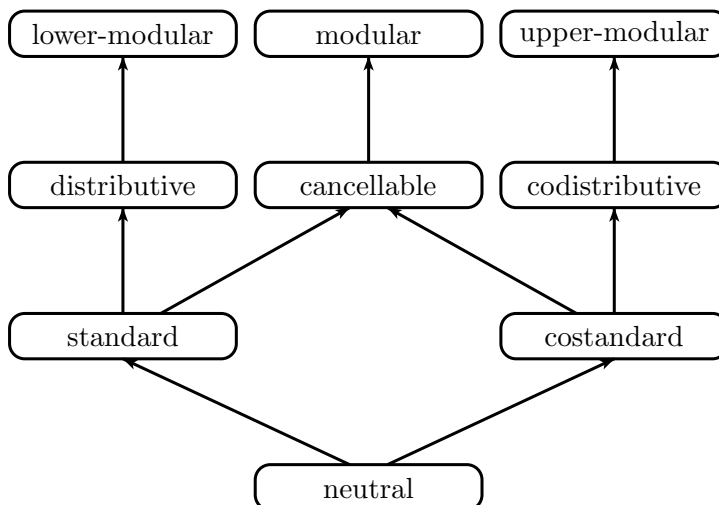 lower-modular
modular
upper-modular
distributive
cancellable
codistributive
standard
costandard
neutral